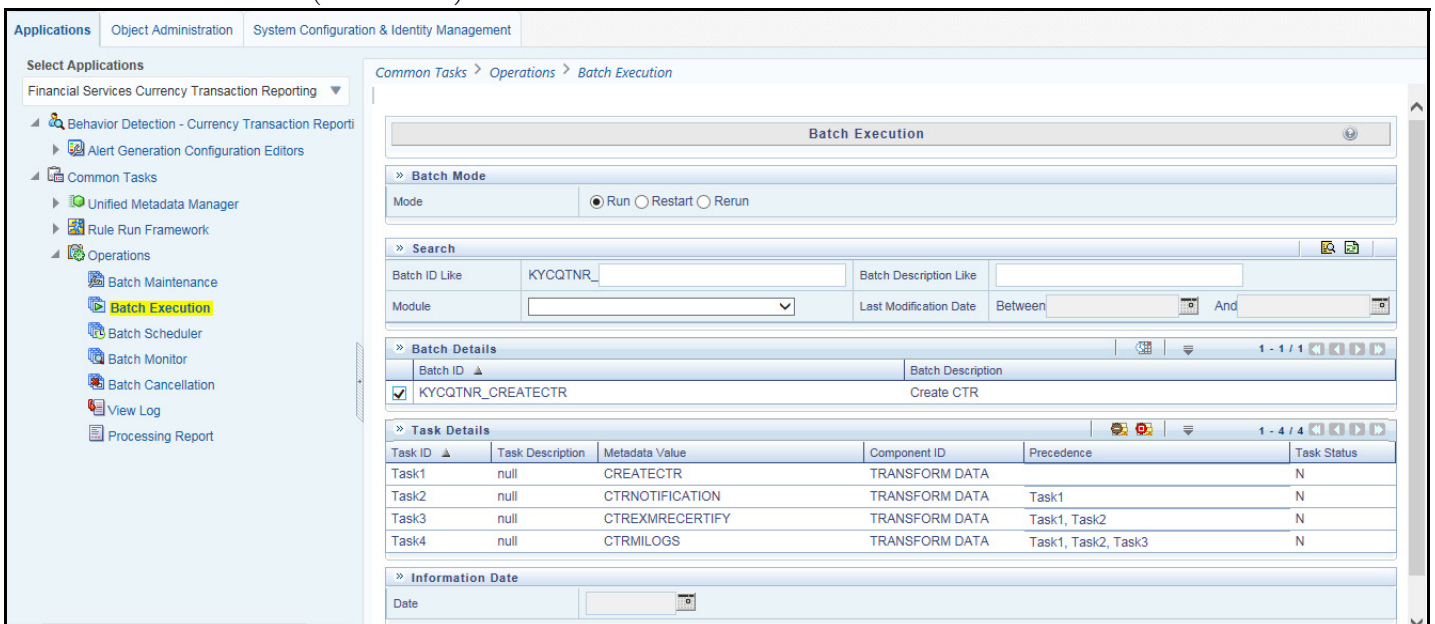 Applications Object Administration System Configuration & Identity Management
Select Applications
Financial Services Currency Transaction Reporting
Behavior Detection - Currency Transaction Reporti
Alert Generation Configuration Editors
Common Tasks
Unified Metadata Manager
Rule Run Framework
Operations
Batch Maintenance
Batch Execution
Batch Scheduler
Batch Monitor
Batch Cancellation
View Log
Processing Report
Common Tasks > Operations > Batch Execution
Batch Execution
» Batch Mode
Mode Run Restart Rerun
» Search
Batch ID Like KYCQTNR_ Batch Description Like
Module Last Modification Date Between And
» Batch Details 1 - 1 / 1
Batch ID Batch Description
KYCQTNR_CREATECTR Create CTR
» Task Details 1 - 4 / 4
Task ID Task Description Metadata Value Component ID Precedence Task Status
Task1 null CREATECTR TRANSFORM DATA N
Task2 null CTRNOTIFICATION TRANSFORM DATA Task1 N
Task3 null CTREXMRECERTIFY TRANSFORM DATA Task1, Task2 N
Task4 null CTRMILOGS TRANSFORM DATA Task1, Task2, Task3 N
» Information Date
Date